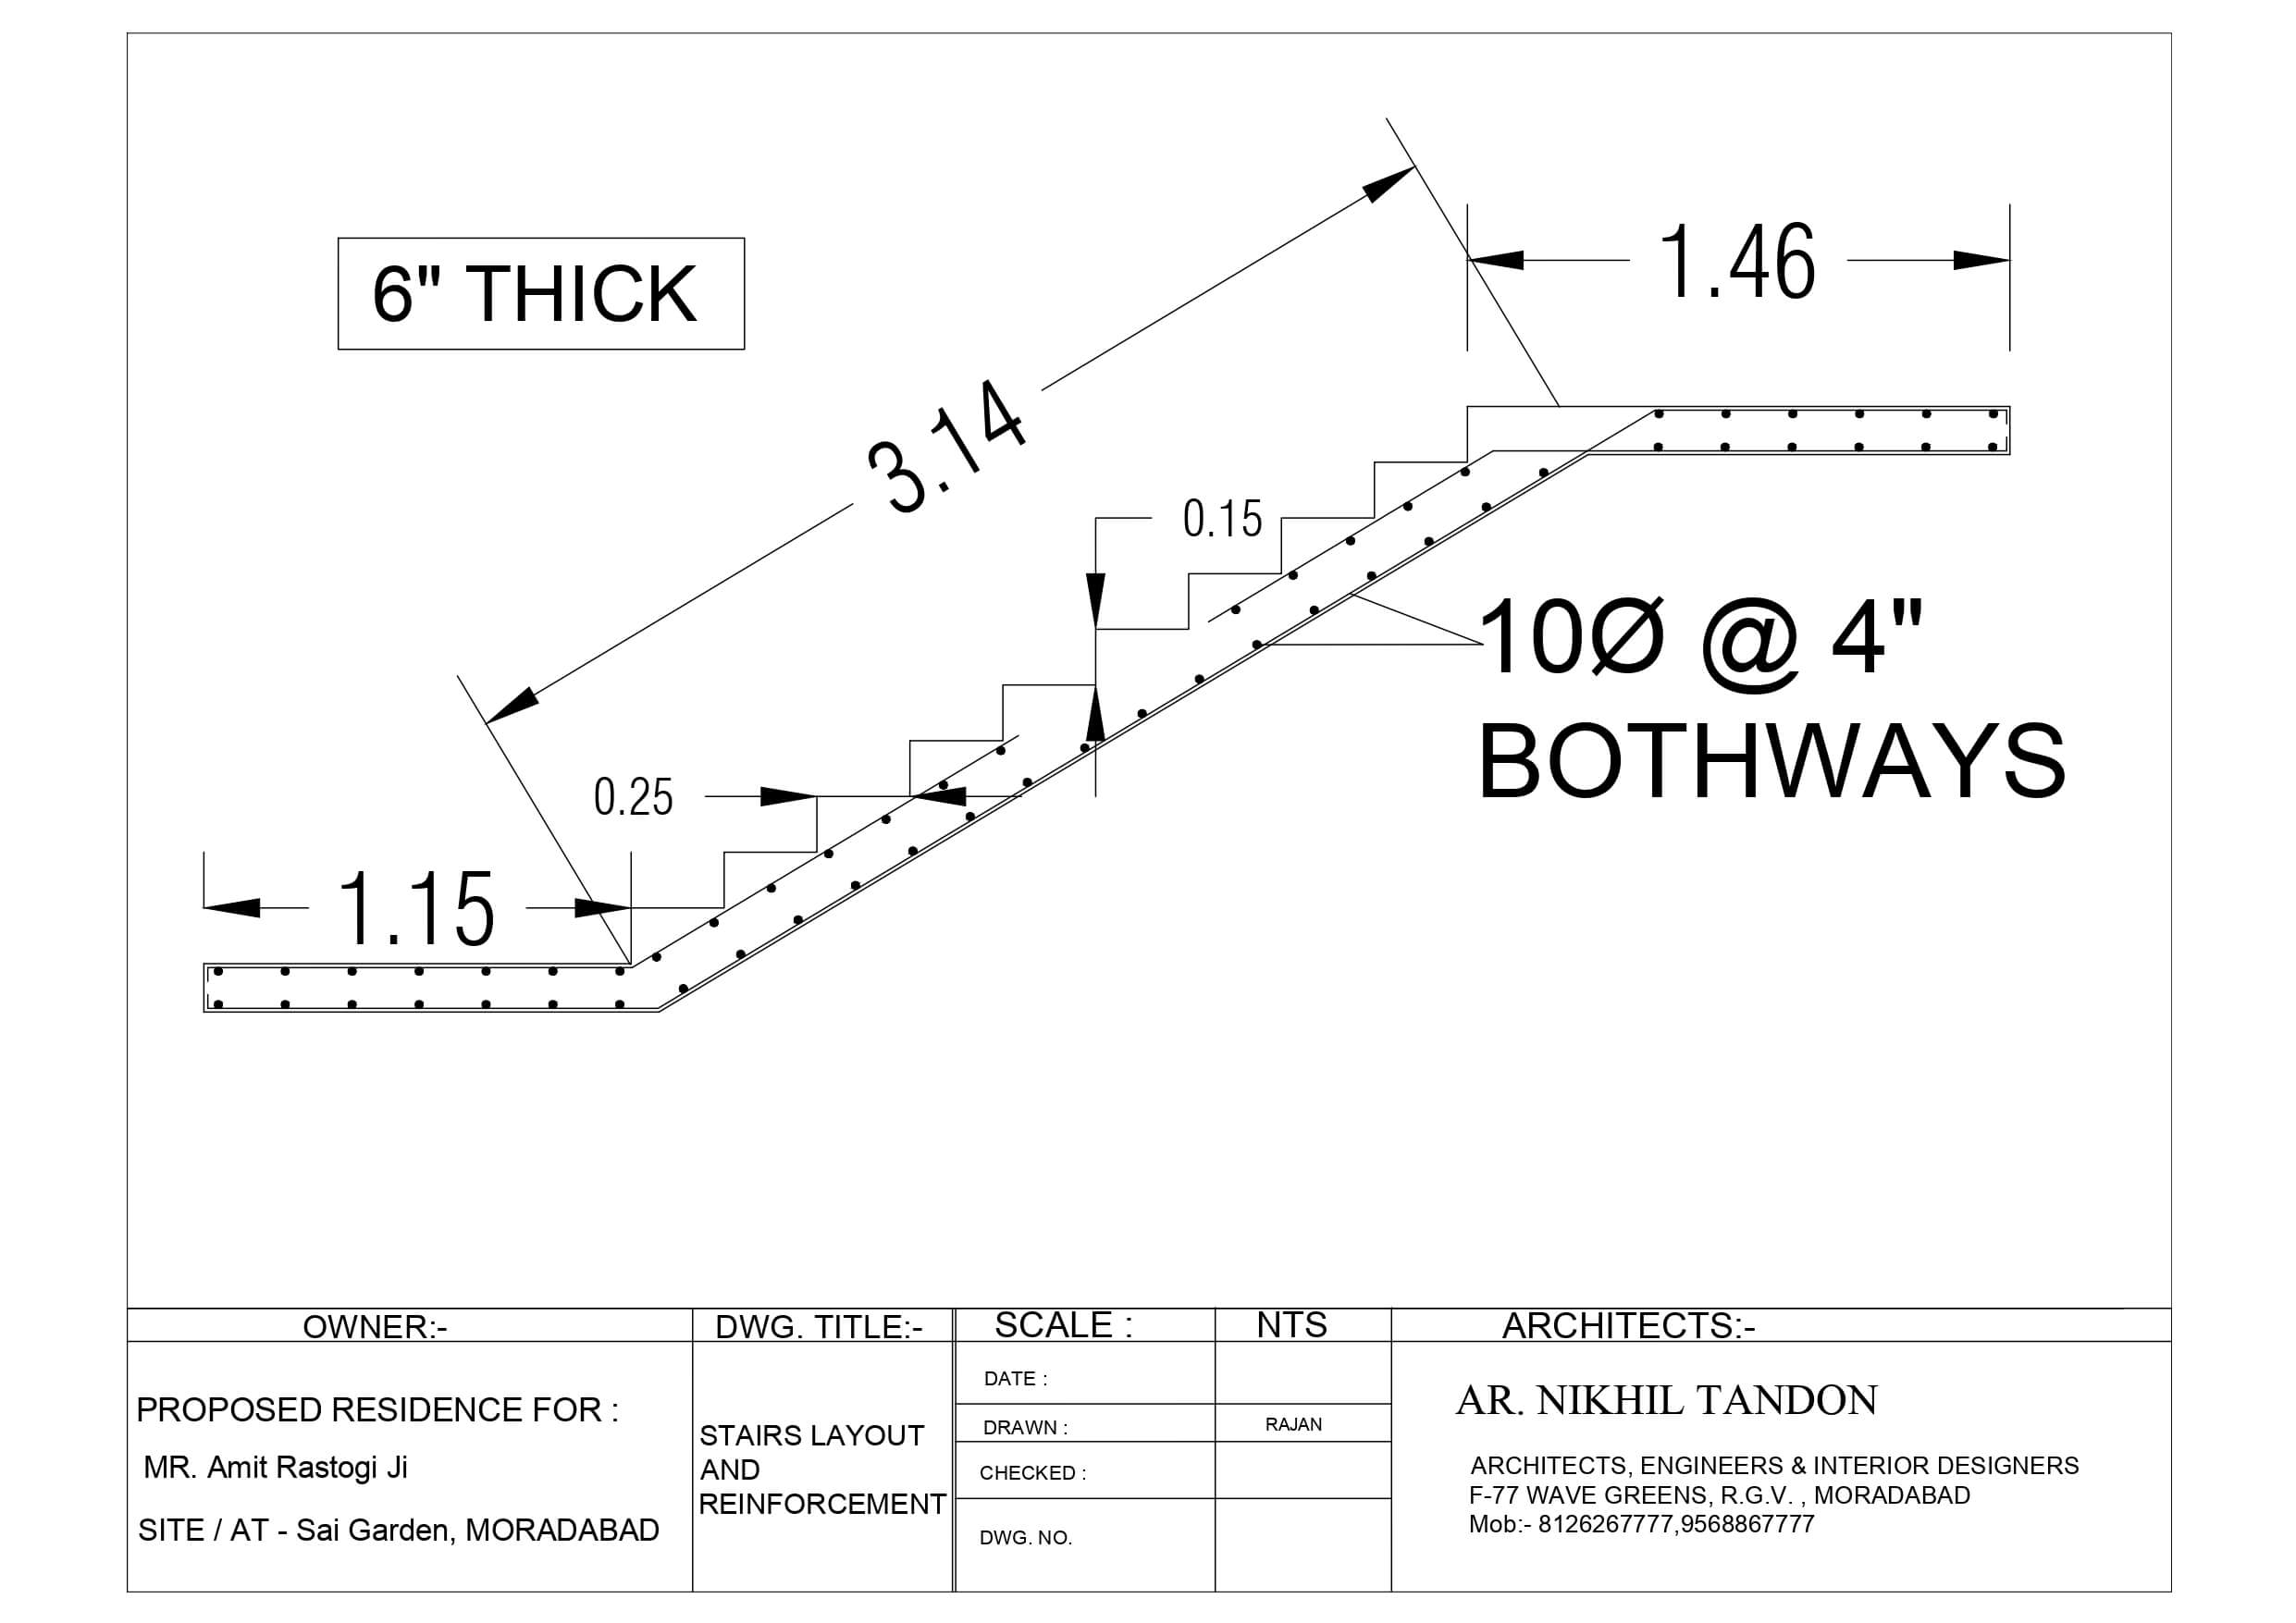 6" THICK
3.14
1.46
0.15
10Ø @ 4"
BOTHWAYS
0.25
1.15
OWNER:-
PROPOSED RESIDENCE FOR :
MR. Amit Rastogi Ji
SITE / AT - Sai Garden, MORADABAD
DWG. TITLE:-
STAIRS LAYOUT
AND
REINFORCEMENT
SCALE : NTS
DATE :
DRAWN : RAJAN
CHECKED :
DWG. NO.
ARCHITECTS:-
AR. NIKHIL TANDON
ARCHITECTS, ENGINEERS & INTERIOR DESIGNERS
F-77 WAVE GREENS, R.G.V. , MORADABAD
Mob:- 8126267777,9568867777